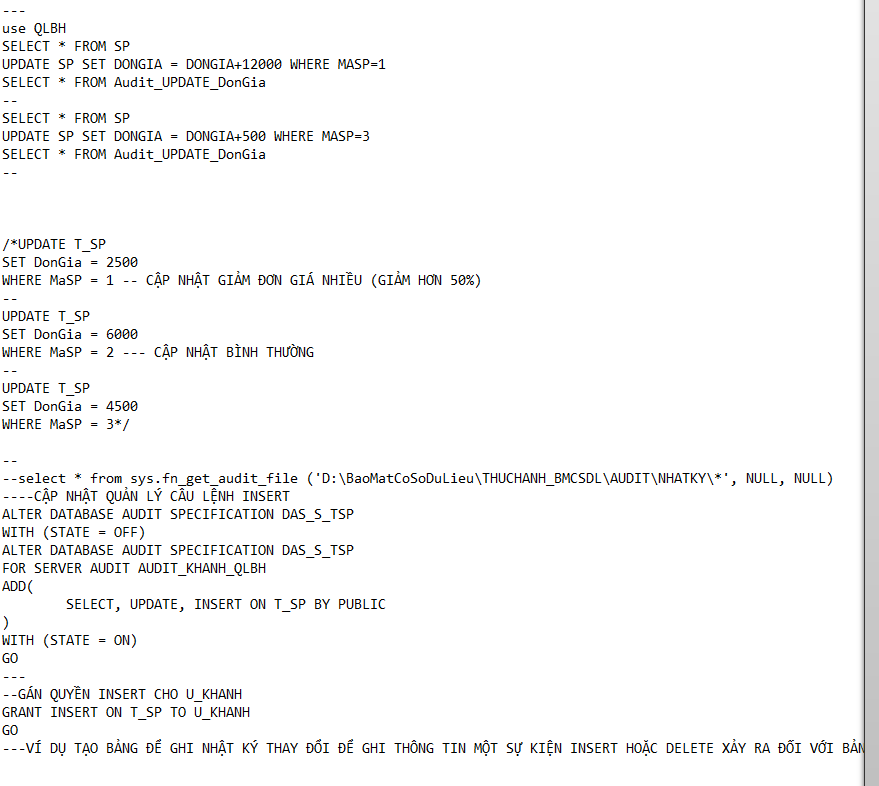 ---
use QLBH
SELECT * FROM SP
UPDATE SP SET DONGIA = DONGIA+12000 WHERE MASP=1
SELECT * FROM Audit_UPDATE_DonGia
--
SELECT * FROM SP
UPDATE SP SET DONGIA = DONGIA+500 WHERE MASP=3
SELECT * FROM Audit_UPDATE_DonGia
--
/*UPDATE T_SP
SET DonGia = 2500
WHERE MaSP = 1 -- CẬP NHẬT GIẢM ĐƠN GIÁ NHIỀU (GIẢM HƠN 50%)
--
UPDATE T_SP
SET DonGia = 6000
WHERE MaSP = 2 --- CẬP NHẬT BÌNH THƯỜNG
--
UPDATE T_SP
SET DonGia = 4500
WHERE MaSP = 3*/
--
--select * from sys.fn_get_audit_file ('D:\BaoMatCoSoDuLieu\THUCHANH_BMCSDL\AUDIT\NHATKY\*', NULL, NULL)
----CẬP NHẬT QUẢN LÝ CÂU LỆNH INSERT
ALTER DATABASE AUDIT SPECIFICATION DAS_S_TSP
WITH (STATE = OFF)
ALTER DATABASE AUDIT SPECIFICATION DAS_S_TSP
FOR SERVER AUDIT AUDIT_KHANH_QLBH
ADD(
        SELECT, UPDATE, INSERT ON T_SP BY PUBLIC
)
WITH (STATE = ON)
GO
---
--GÁN QUYỀN INSERT CHO U_KHANH
GRANT INSERT ON T_SP TO U_KHANH
GO
---VÍ DỤ TẠO BẢNG ĐỂ GHI NHẬT KÝ THAY ĐỔI ĐỂ GHI THÔNG TIN MỘT SỰ KIỆN INSERT HOẶC DELETE XẢY RA ĐỐI VỚI